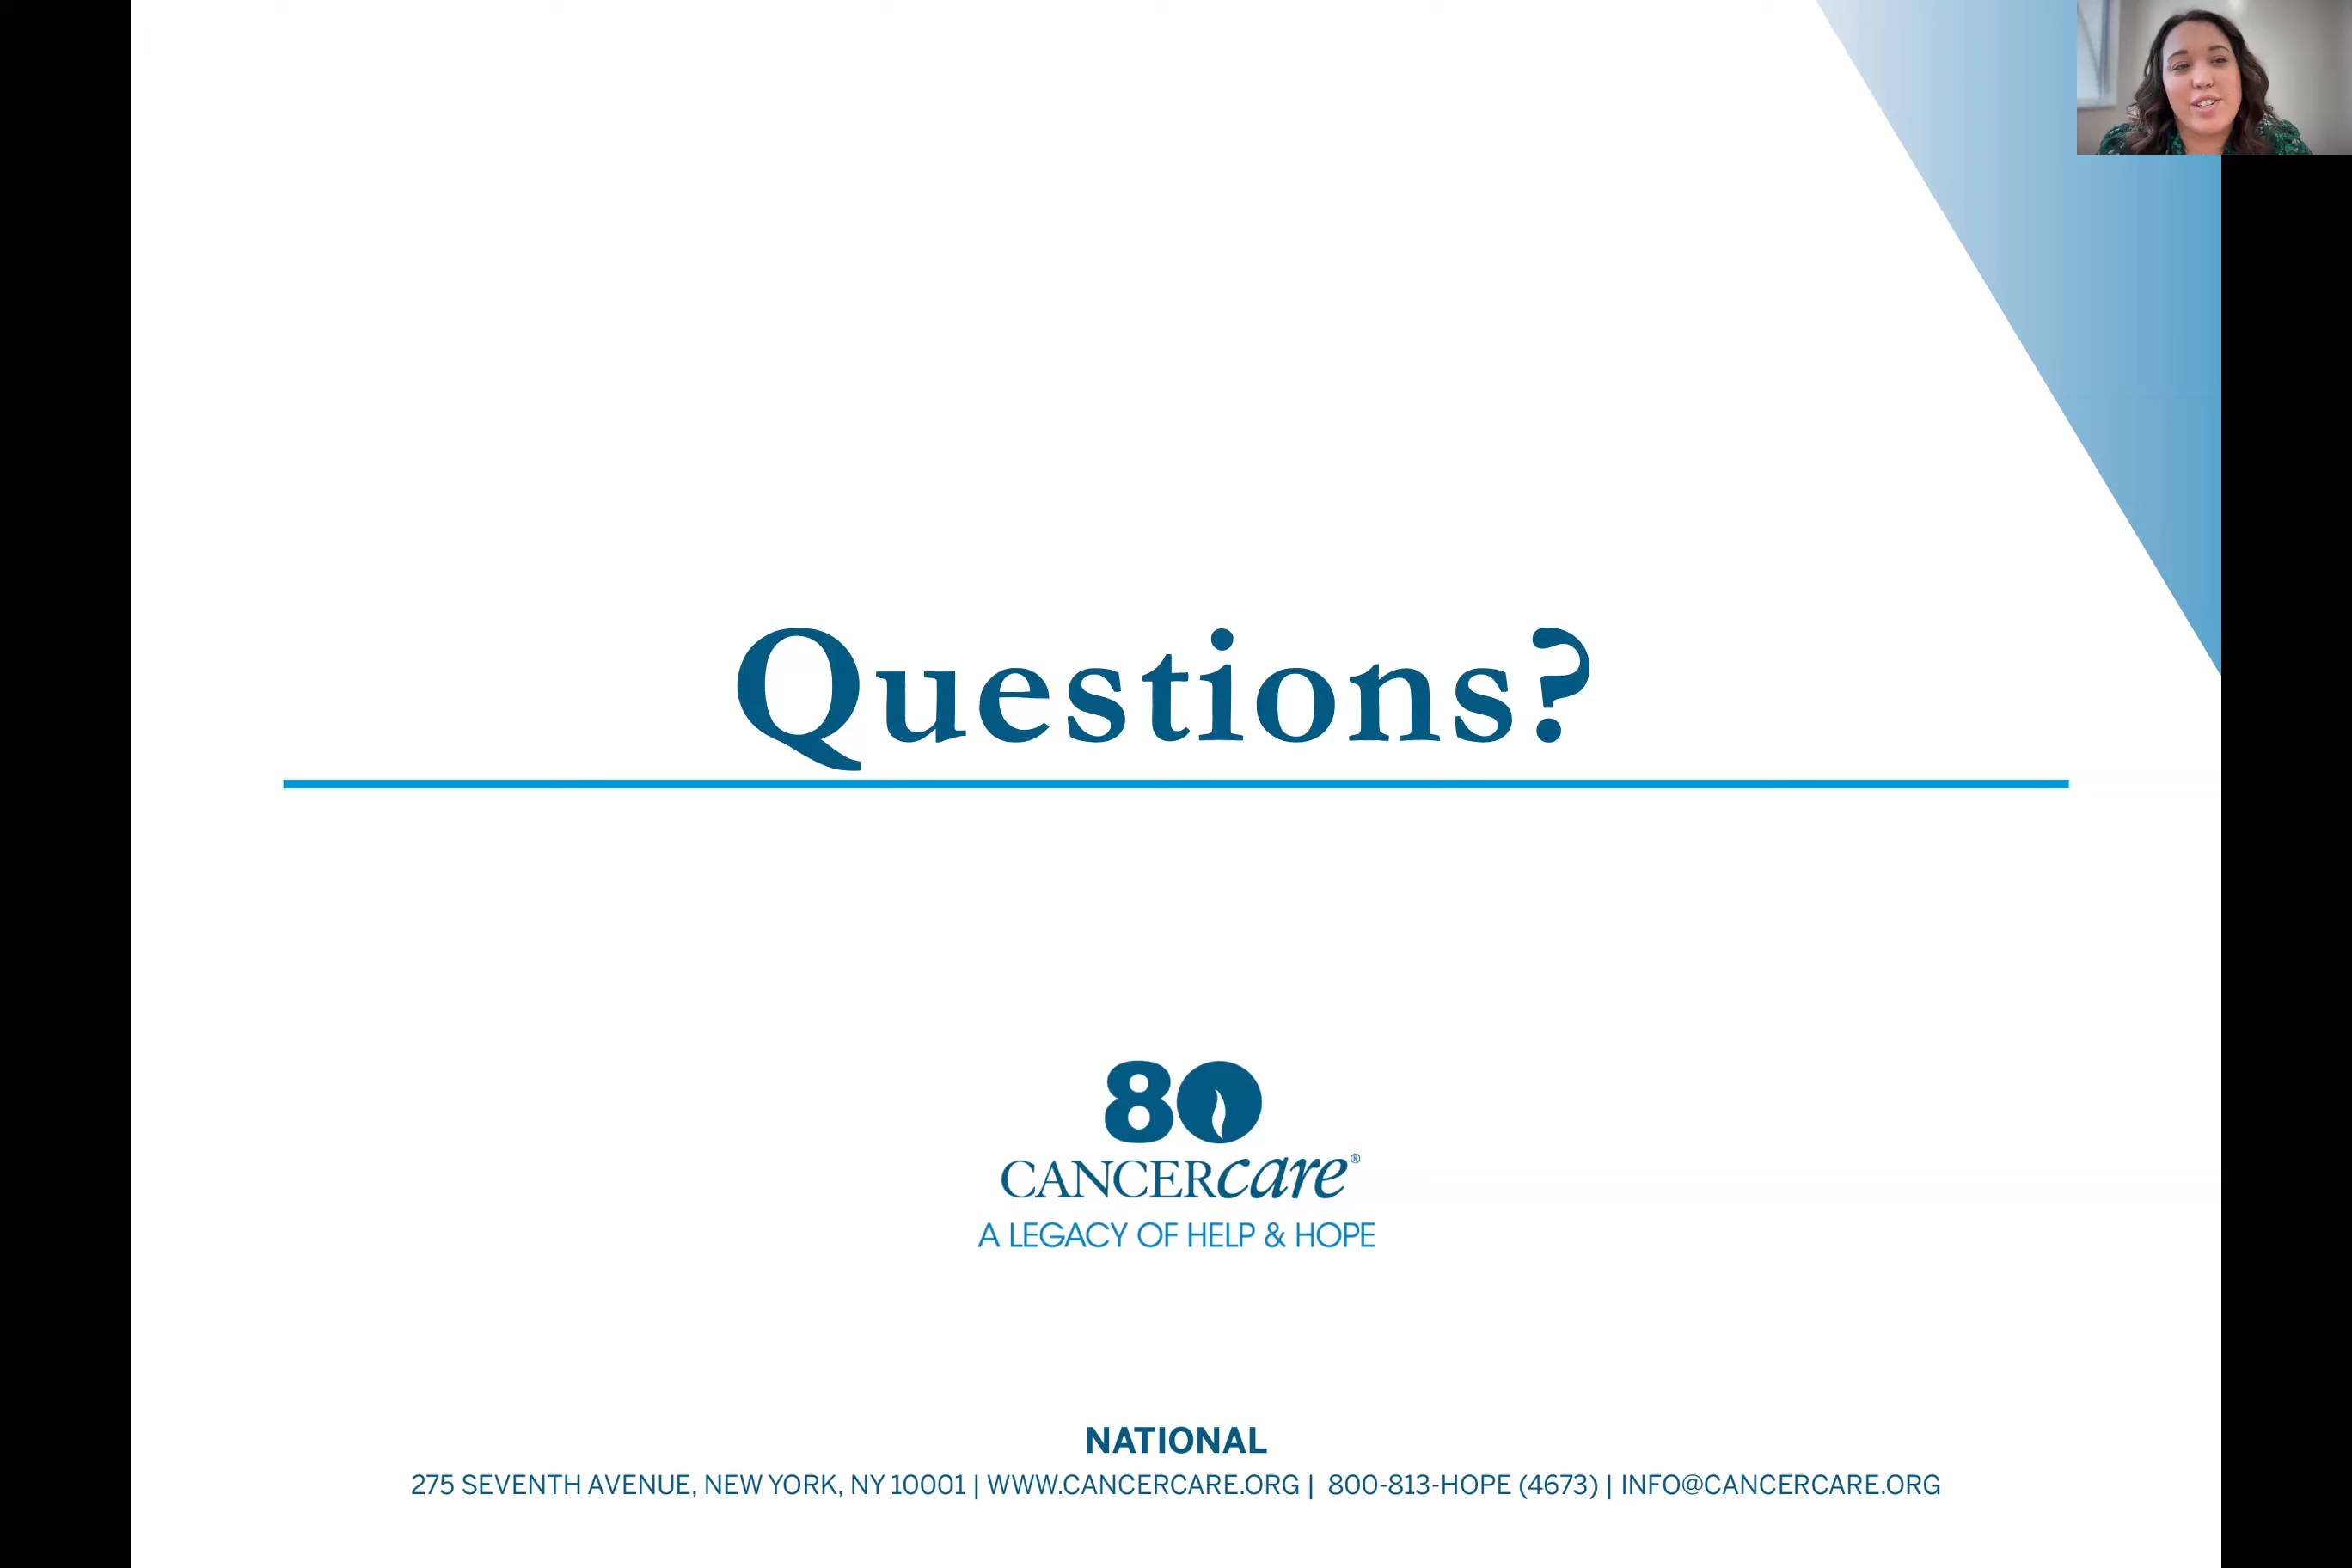 Questions?
80
CANCERcare®
A LEGACY OF HELP & HOPE
NATIONAL
275 SEVENTH AVENUE, NEW YORK, NY 10001 | WWW.CANCERCARE.ORG | 800-813-HOPE (4673) | INFO@CANCERCARE.ORG